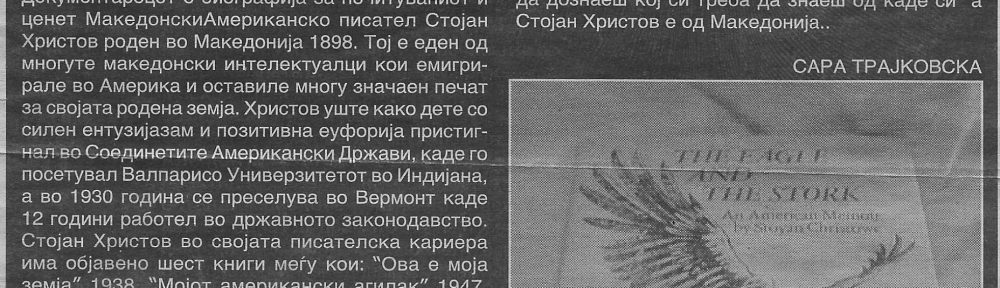 документарецот е биографија за почитуваниот и
ценет МакедонскиАмериканско писател Стојан
Христов роден во Македонија 1898. Тој е еден од
многуте македонски интелектуалци кои емигри-
рале во Америка и оставиле многу значаен печат
за својата родена земја. Христов уште како дете со
силен ентузијазам и позитивна еуфорија пристиг-
нал во Соединетите Американски Држави, каде го
посетувал Валпарисо Универзитетот во Индијана,
а во 1930 година се преселува во Вермонт каде
12 години работел во државното законодавство.
Стојан Христов во својата писателска кариера
има објавено шест книги меѓу кои: “Ова е моја
земја” 1938, “Мојот американски аџилак” 1947,
да дознаеш кој си треба да знаеш од каде си а
Стојан Христов е од Македонија..
САРА ТРАЈКОВСКА
THE EAGLE
AND
THE STORK
An American Memoir
by Stoyan Christowe